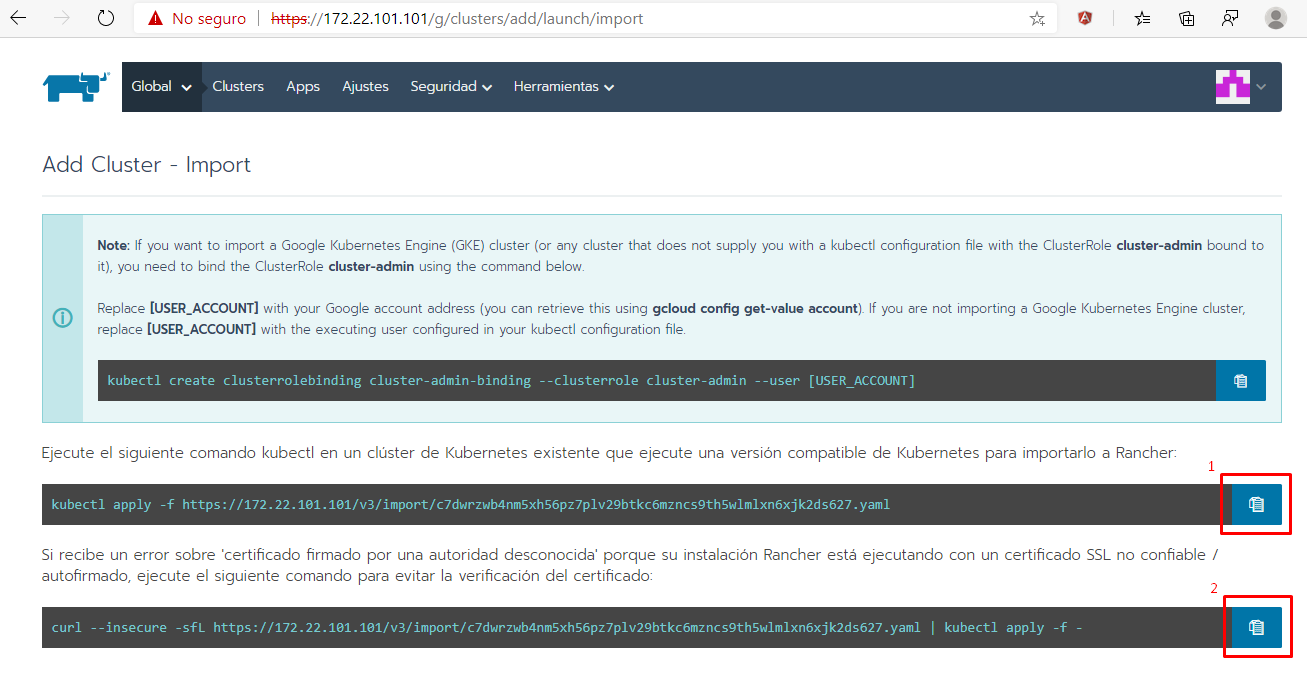 No seguro
https://172.22.101.101/g/clusters/add/launch/import
Global Clusters Apps Ajustes Seguridad Herramientas
Add Cluster - Import
Note: If you want to import a Google Kubernetes Engine (GKE) cluster (or any cluster that does not supply you with a kubectl configuration file with the ClusterRole cluster-admin bound to
it), you need to bind the ClusterRole cluster-admin using the command below.
Replace [USER_ACCOUNT] with your Google account address (you can retrieve this using gcloud config get-value account). If you are not importing a Google Kubernetes Engine cluster,
replace [USER_ACCOUNT] with the executing user configured in your kubectl configuration file.
kubectl create clusterrolebinding cluster-admin-binding --clusterrole cluster-admin --user [USER_ACCOUNT]
Ejecute el siguiente comando kubectl en un clúster de Kubernetes existente que ejecute una versión compatible de Kubernetes para importarlo a Rancher:
1
kubectl apply -f https://172.22.101.101/v3/import/c7dwrzwb4nm5xh56pz7plv29btkc6mzncs9th5wlmlxn6xjk2ds627.yaml
Si recibe un error sobre 'certificado firmado por una autoridad desconocida' porque su instalación Rancher está ejecutando con un certificado SSL no confiable /
autofirmado, ejecute el siguiente comando para evitar la verificación del certificado:
2
curl --insecure -sfL https://172.22.101.101/v3/import/c7dwrzwb4nm5xh56pz7plv29btkc6mzncs9th5wlmlxn6xjk2ds627.yaml | kubectl apply -f -